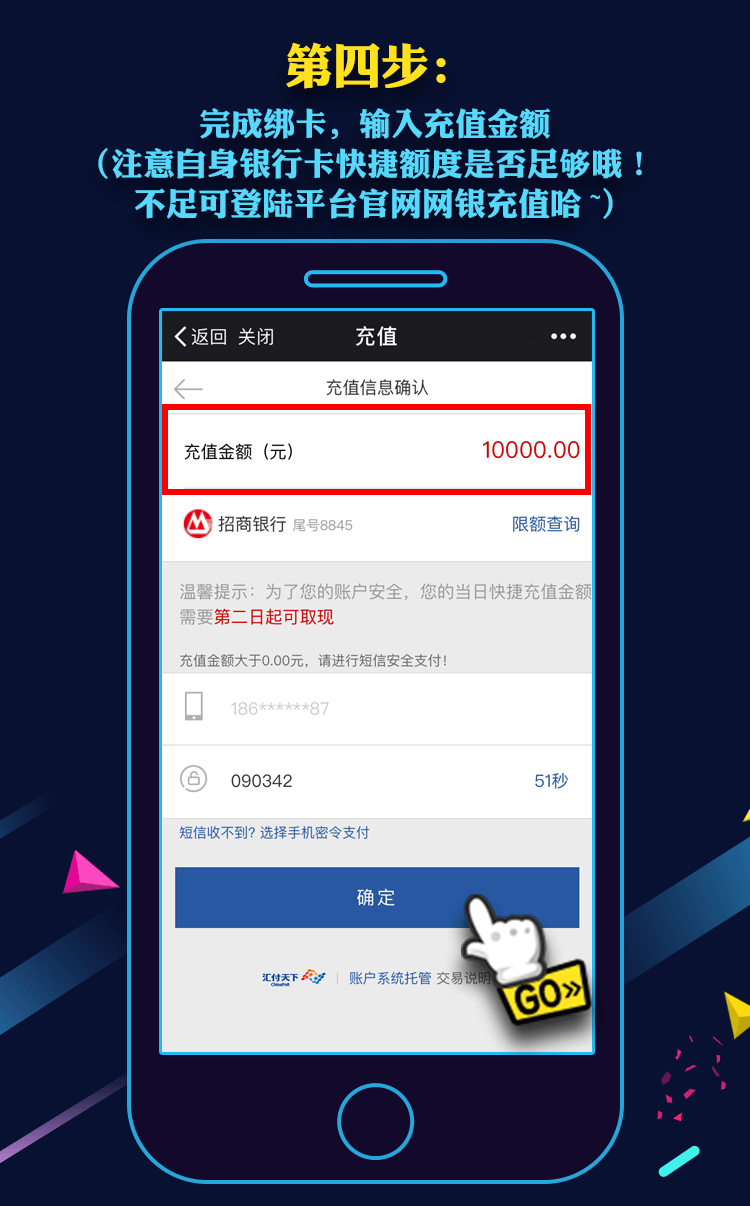 第四步：
完成绑卡，输入充值金额
（注意自身银行卡快捷额度是否足够哦！
不足可登陆平台官网网银充值哈~）
返回 关闭 充值 •••
充值信息确认
充值金额（元） 10000.00
招商银行 尾号8845 限额查询
温馨提示：为了您的账户安全，您的当日快捷充值金额
需要第二日起可取现
充值金额大于0.00元，请进行短信安全支付！
186******87
090342 51秒
短信收不到？选择手机密令支付
确定
汇付天下 ChinaPnR | 账户系统托管 交易说明
GO»